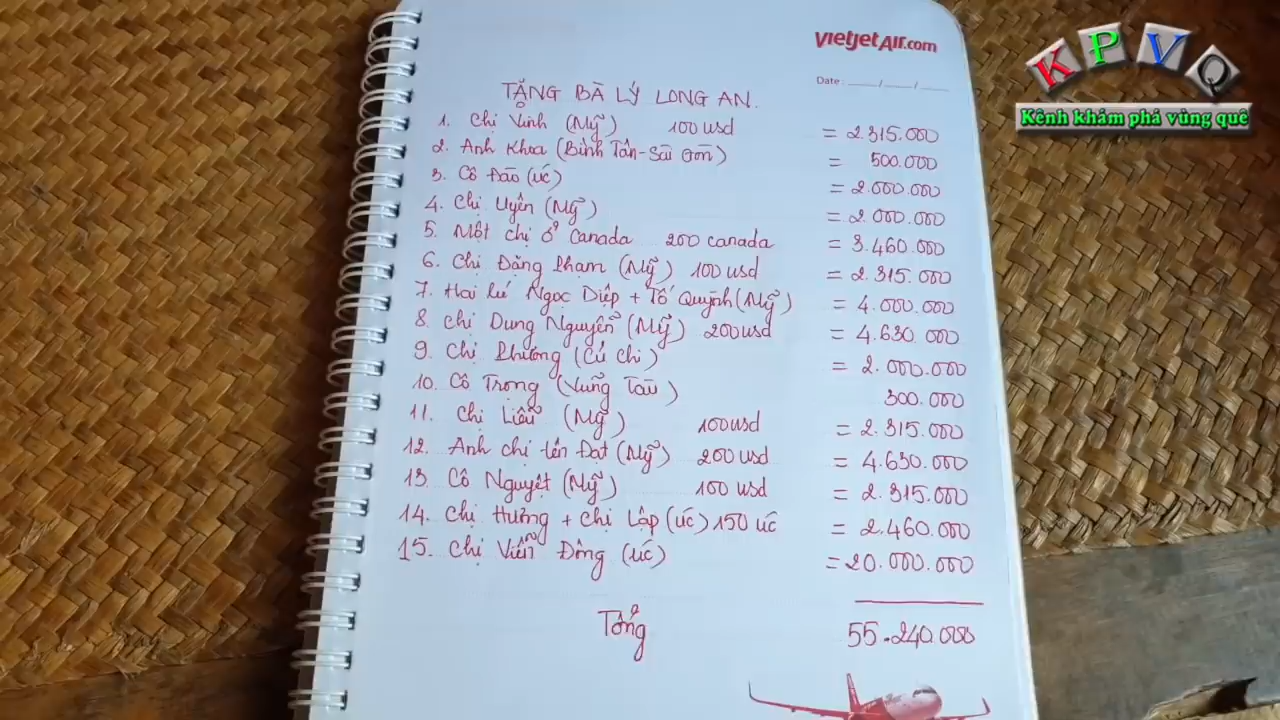 vietjetAir.com
Date : ____/____/____
KPVQ
Kênh khám phá vùng quê
TẶNG BÀ LÝ LONG AN.
1. Chị Vinh (Mỹ) 100 usd = 2.315.000
2. Anh Khoa (Bình Tân-Sài Gòn) = 500.000
3. Cô Đào (úc) = 2.000.000
4. Chị Uyên (Mỹ) = 2.000.000
5. Một chị ở Canada 200 canada = 3.460.000
6. Chị Đăng Phạm (Mỹ) 100 usd = 2.315.000
7. Hai bé Ngọc Diệp + Tố Quỳnh (Mỹ) = 4.000.000
8. Chị Dung Nguyễn (Mỹ) 200 usd = 4.630.000
9. Chị Phương (Củ Chi) = 2.000.000
10. Cô Trọng (Vũng Tàu) 300.000
11. Chị Liễu (Mỹ) 100 usd = 2.315.000
12. Anh chị tên Đạt (Mỹ) 200 usd = 4.630.000
13. Cô Nguyệt (Mỹ) 100 usd = 2.315.000
14. Chị Hưởng + Chị Lập (úc) 150 úc = 2.460.000
15. Chị Viễn Đông (úc) = 20.000.000
Tổng 55.240.000